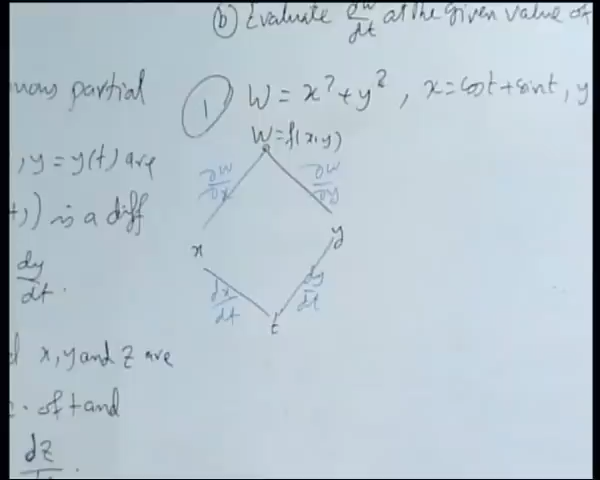 (b) Evaluate dw/dt at the given value of
partial
, y = y(t) are
t,)) is a diff
dy/dt.
x, y and z are
. of t and
dz
(1) W = x² + y², x = cost + sint, y
W = f(x,y)
∂W/∂x ∂W/∂y
x y
dx/dt dy/dt
t